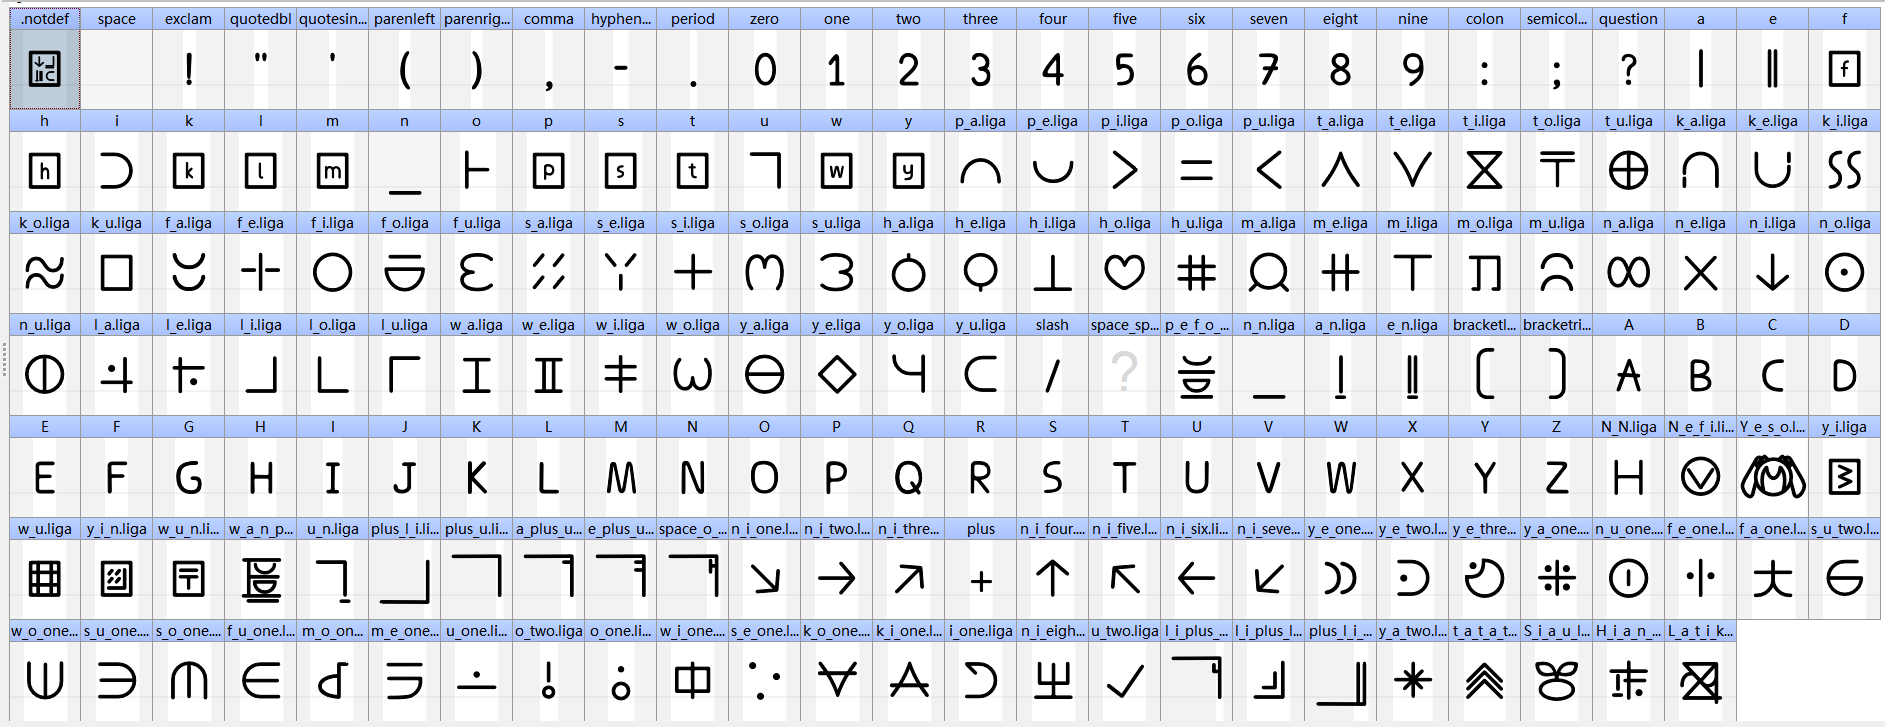 .notdef space exclam quotedbl quotesin... parenleft parenrig... comma hyphen... period zero one two three four five six seven eight nine colon semicol... question a e f
! " ' ( ) , - . 0 1 2 3 4 5 6 7 8 9 : ; ? | || f
h i k l m n o p s t u w y p_a.liga p_e.liga p_i.liga p_o.liga p_u.liga t_a.liga t_e.liga t_i.liga t_o.liga t_u.liga k_a.liga k_e.liga k_i.liga
h k l m p s t w y
k_o.liga k_u.liga f_a.liga f_e.liga f_i.liga f_o.liga f_u.liga s_a.liga s_e.liga s_i.liga s_o.liga s_u.liga h_a.liga h_e.liga h_i.liga h_o.liga h_u.liga m_a.liga m_e.liga m_i.liga m_o.liga m_u.liga n_a.liga n_e.liga n_i.liga n_o.liga
n_u.liga l_a.liga l_e.liga l_i.liga l_o.liga l_u.liga w_a.liga w_e.liga w_i.liga w_o.liga y_a.liga y_e.liga y_o.liga y_u.liga slash space_sp... p_e_f_o_... n_n.liga a_n.liga e_n.liga bracketl... bracketri... A B C D
/ ? [ ] A B C D
E F G H I J K L M N O P Q R S T U V W X Y Z N_N.liga N_e_f_i.li... Y_e_s_o.l... y_i.liga
E F G H I J K L M N O P Q R S T U V W X Y Z
w_u.liga y_i_n.liga w_u_n.li... w_a_n_p... u_n.liga plus_l_i.li... plus_u.li... a_plus_u... e_plus_u... space_o_... n_i_one.l... n_i_two.l... n_i_thre... plus n_i_four.... n_i_five.l... n_i_six.li... n_i_seve... y_e_one.... y_e_two.l... y_e_thre... y_a_one.... n_u_one.... f_e_one.l... f_a_one.l... s_u_two.l...
+
w_o_one.... s_u_one.... s_o_one.... f_u_one.l... m_o_on... m_e_one... u_one.li... o_two.liga o_one.li... w_i_one.... s_e_one.l... k_o_one.... k_i_one.l... i_one.liga n_i_eigh... u_two.liga l_i_plus_... l_i_plus_l... plus_l_i_... y_a_two.l... t_a_t_a_t... S_i_a_u_l... H_i_a_n_... L_a_t_i_k...